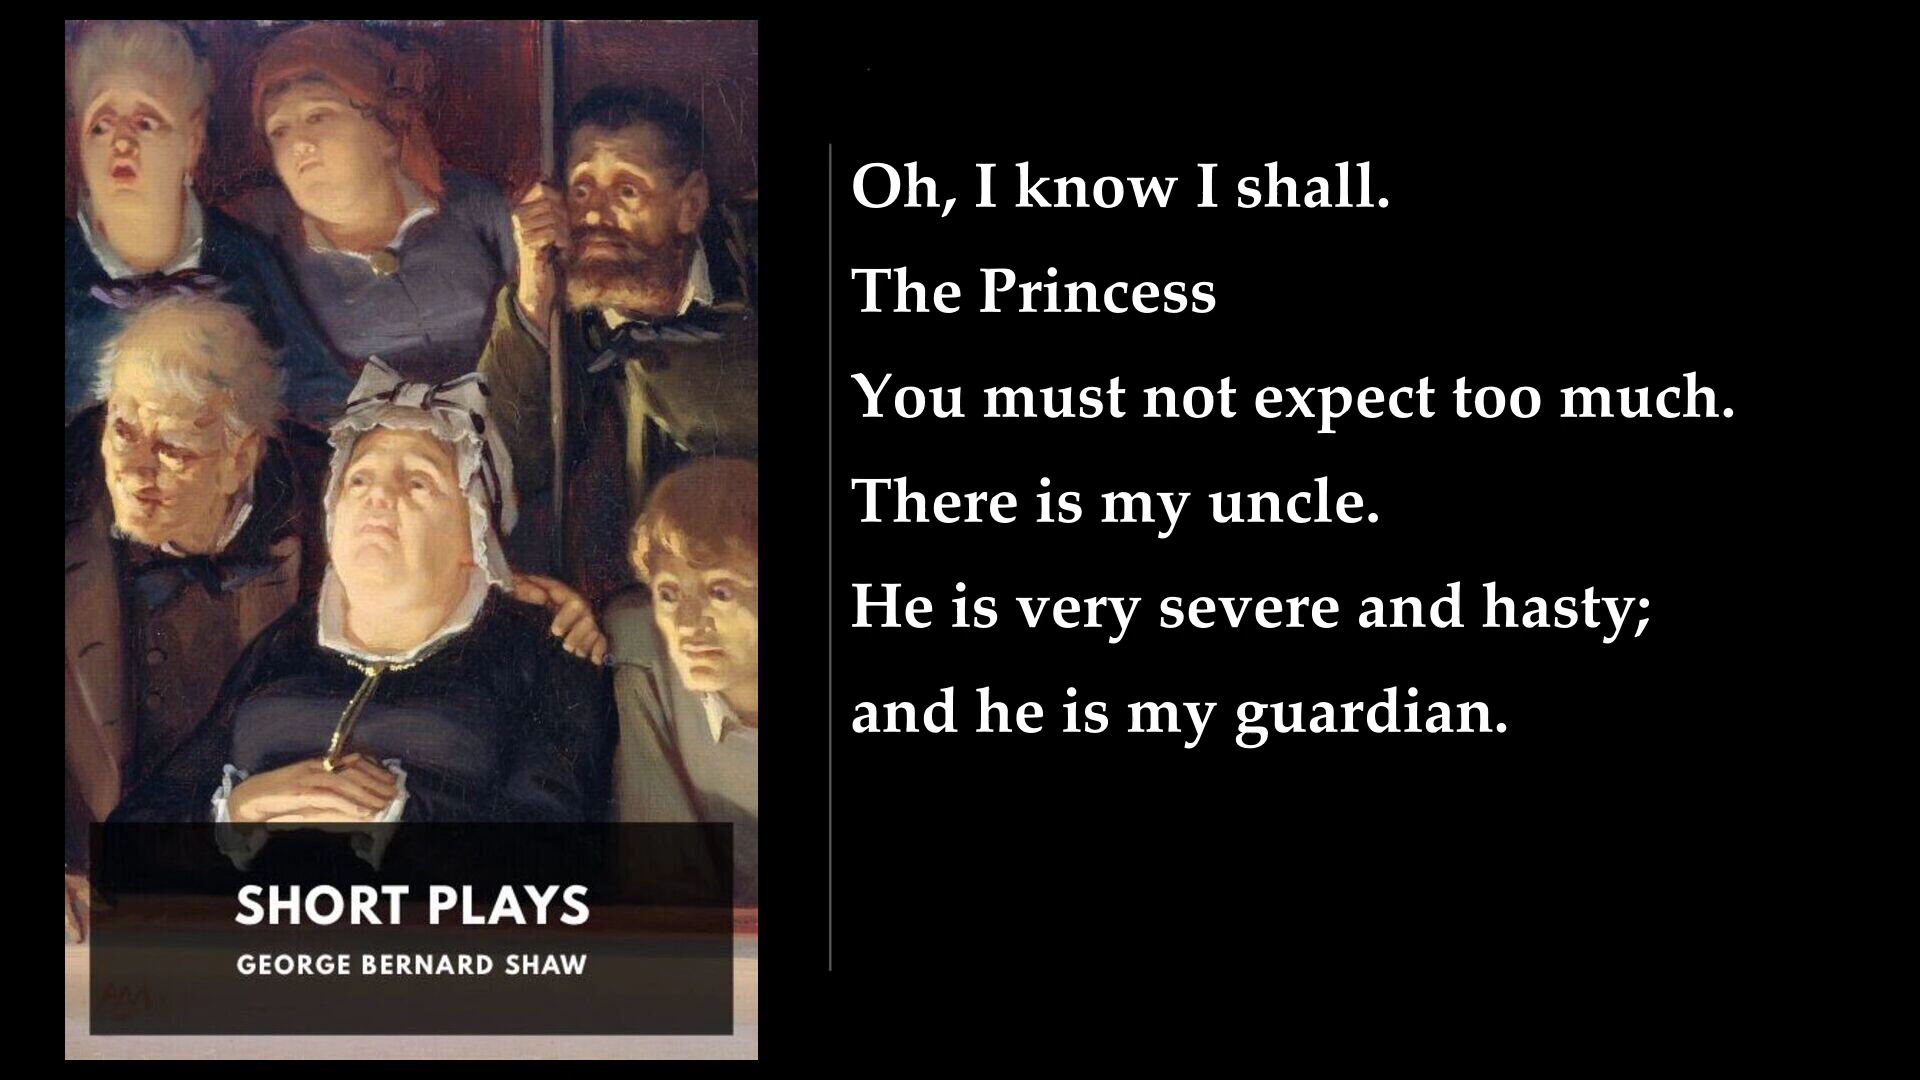 Oh, I know I shall.
The Princess
You must not expect too much.
There is my uncle.
He is very severe and hasty;
and he is my guardian.
SHORT PLAYS
GEORGE BERNARD SHAW